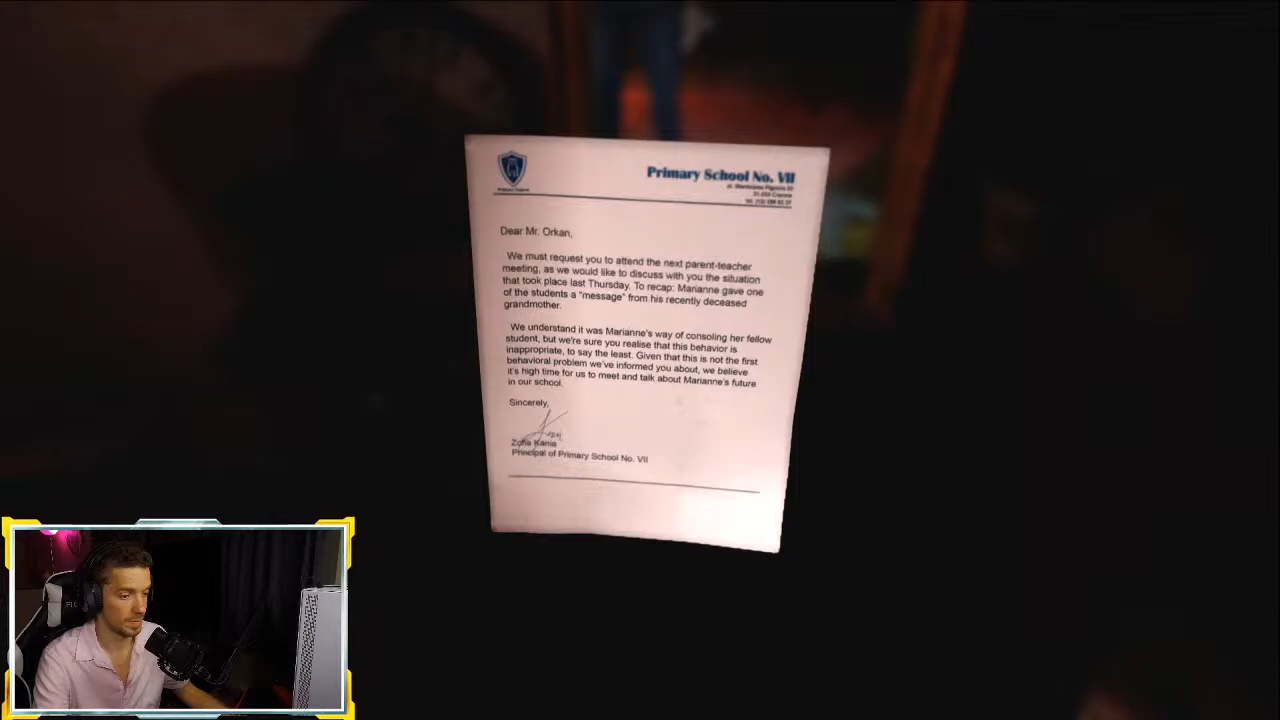 Primary School No. VII
Dear Mr. Orkan,
We must request you to attend the next parent-teacher
meeting, as we would like to discuss with you the situation
that took place last Thursday. To recap: Marianne gave one
of the students a "message" from his recently deceased
grandmother.
We understand it was Marianne's way of consoling her fellow
student, but we're sure you realise that this behavior is
inappropriate, to say the least. Given that this is not the first
behavioral problem we've informed you about, we believe
it's high time for us to meet and talk about Marianne's future
in our school.
Sincerely,
Zofia Kania
Principal of Primary School No. VII